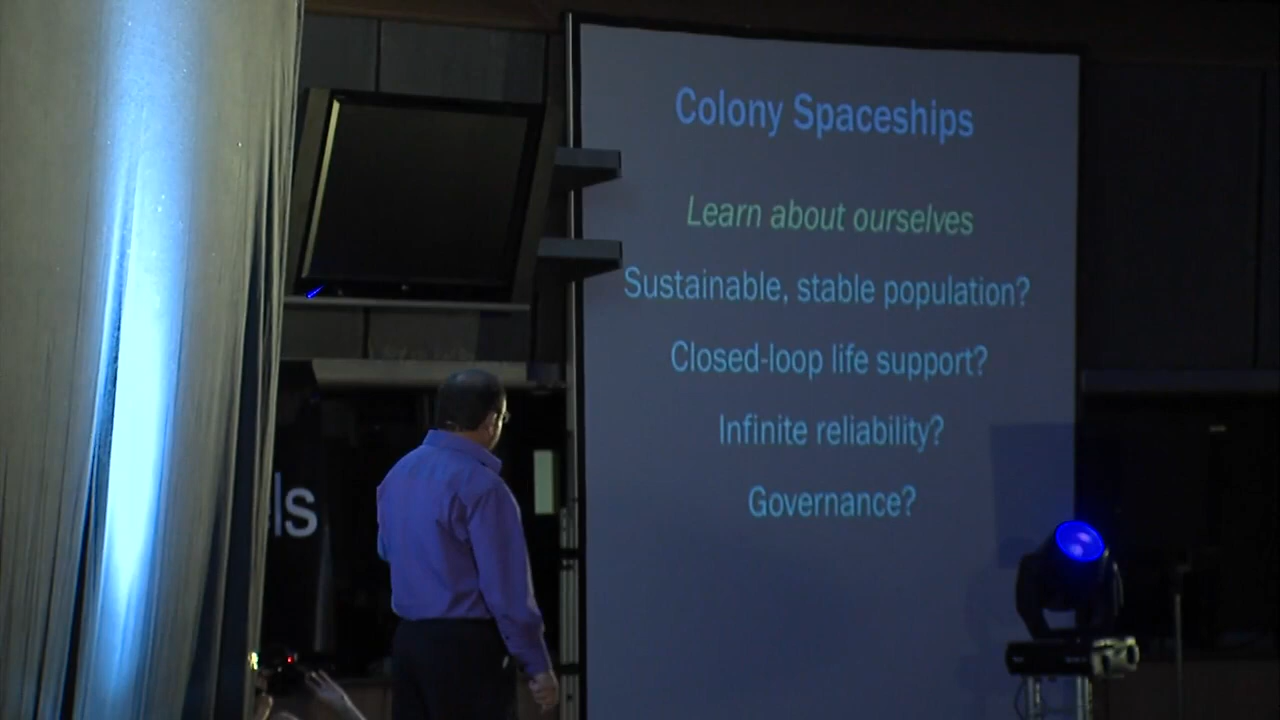 Colony Spaceships
Learn about ourselves
Sustainable, stable population?
Closed-loop life support?
Infinite reliability?
Governance?
ls